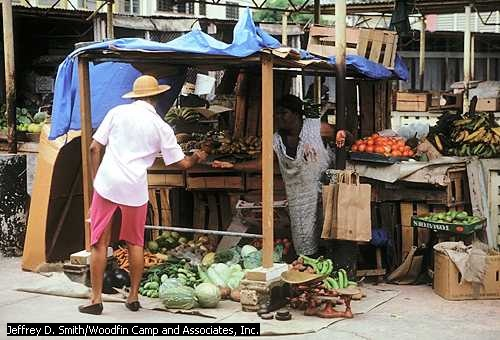 Jeffrey D. Smith/Woodfin Camp and Associates, Inc.